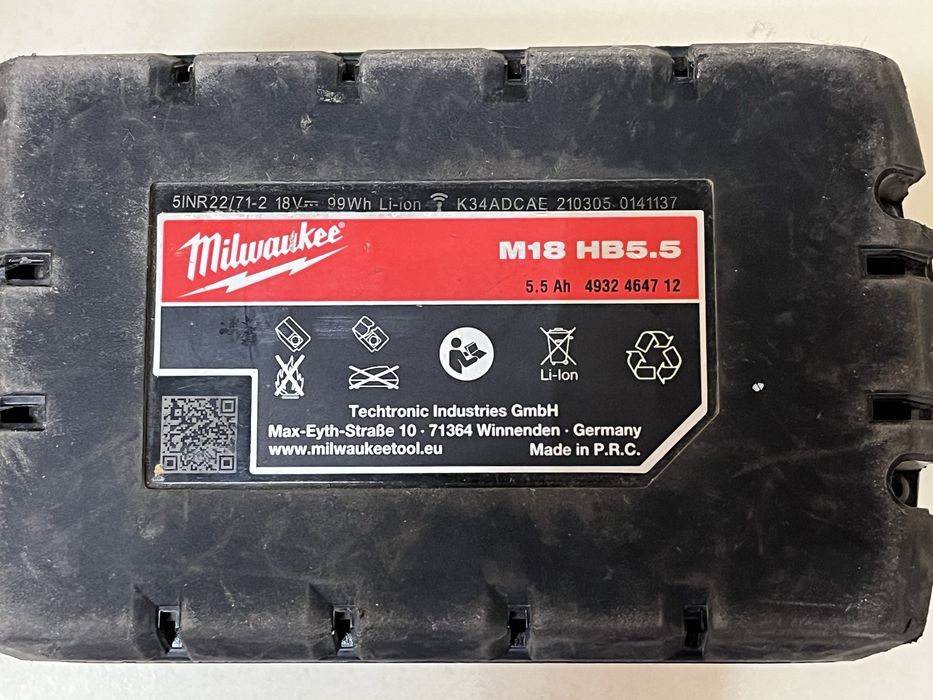 5INR22/71-2 18V⎓ 99Wh Li-ion K34ADCAE 210305 0141137
Milwaukee®
M18 HB5.5
5.5 Ah 4932 4647 12
Li-Ion
Techtronic Industries GmbH
Max-Eyth-Straße 10 · 71364 Winnenden · Germany
www.milwaukeetool.eu Made in P.R.C.